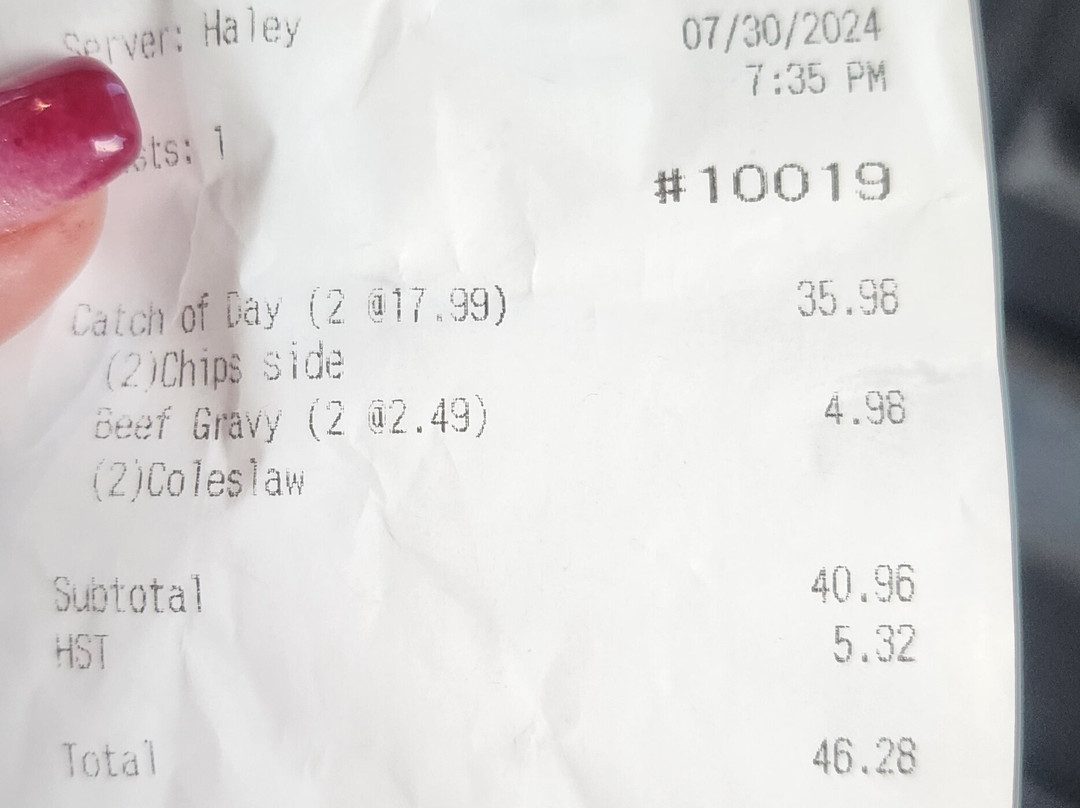 Server: Haley 07/30/2024
7:35 PM
sts: 1
#10019
Catch of Day (2 @17.99) 35.98
(2)Chips side
Beef Gravy (2 @2.49) 4.98
(2)Coleslaw
Subtotal 40.96
HST 5.32
Total 46.28